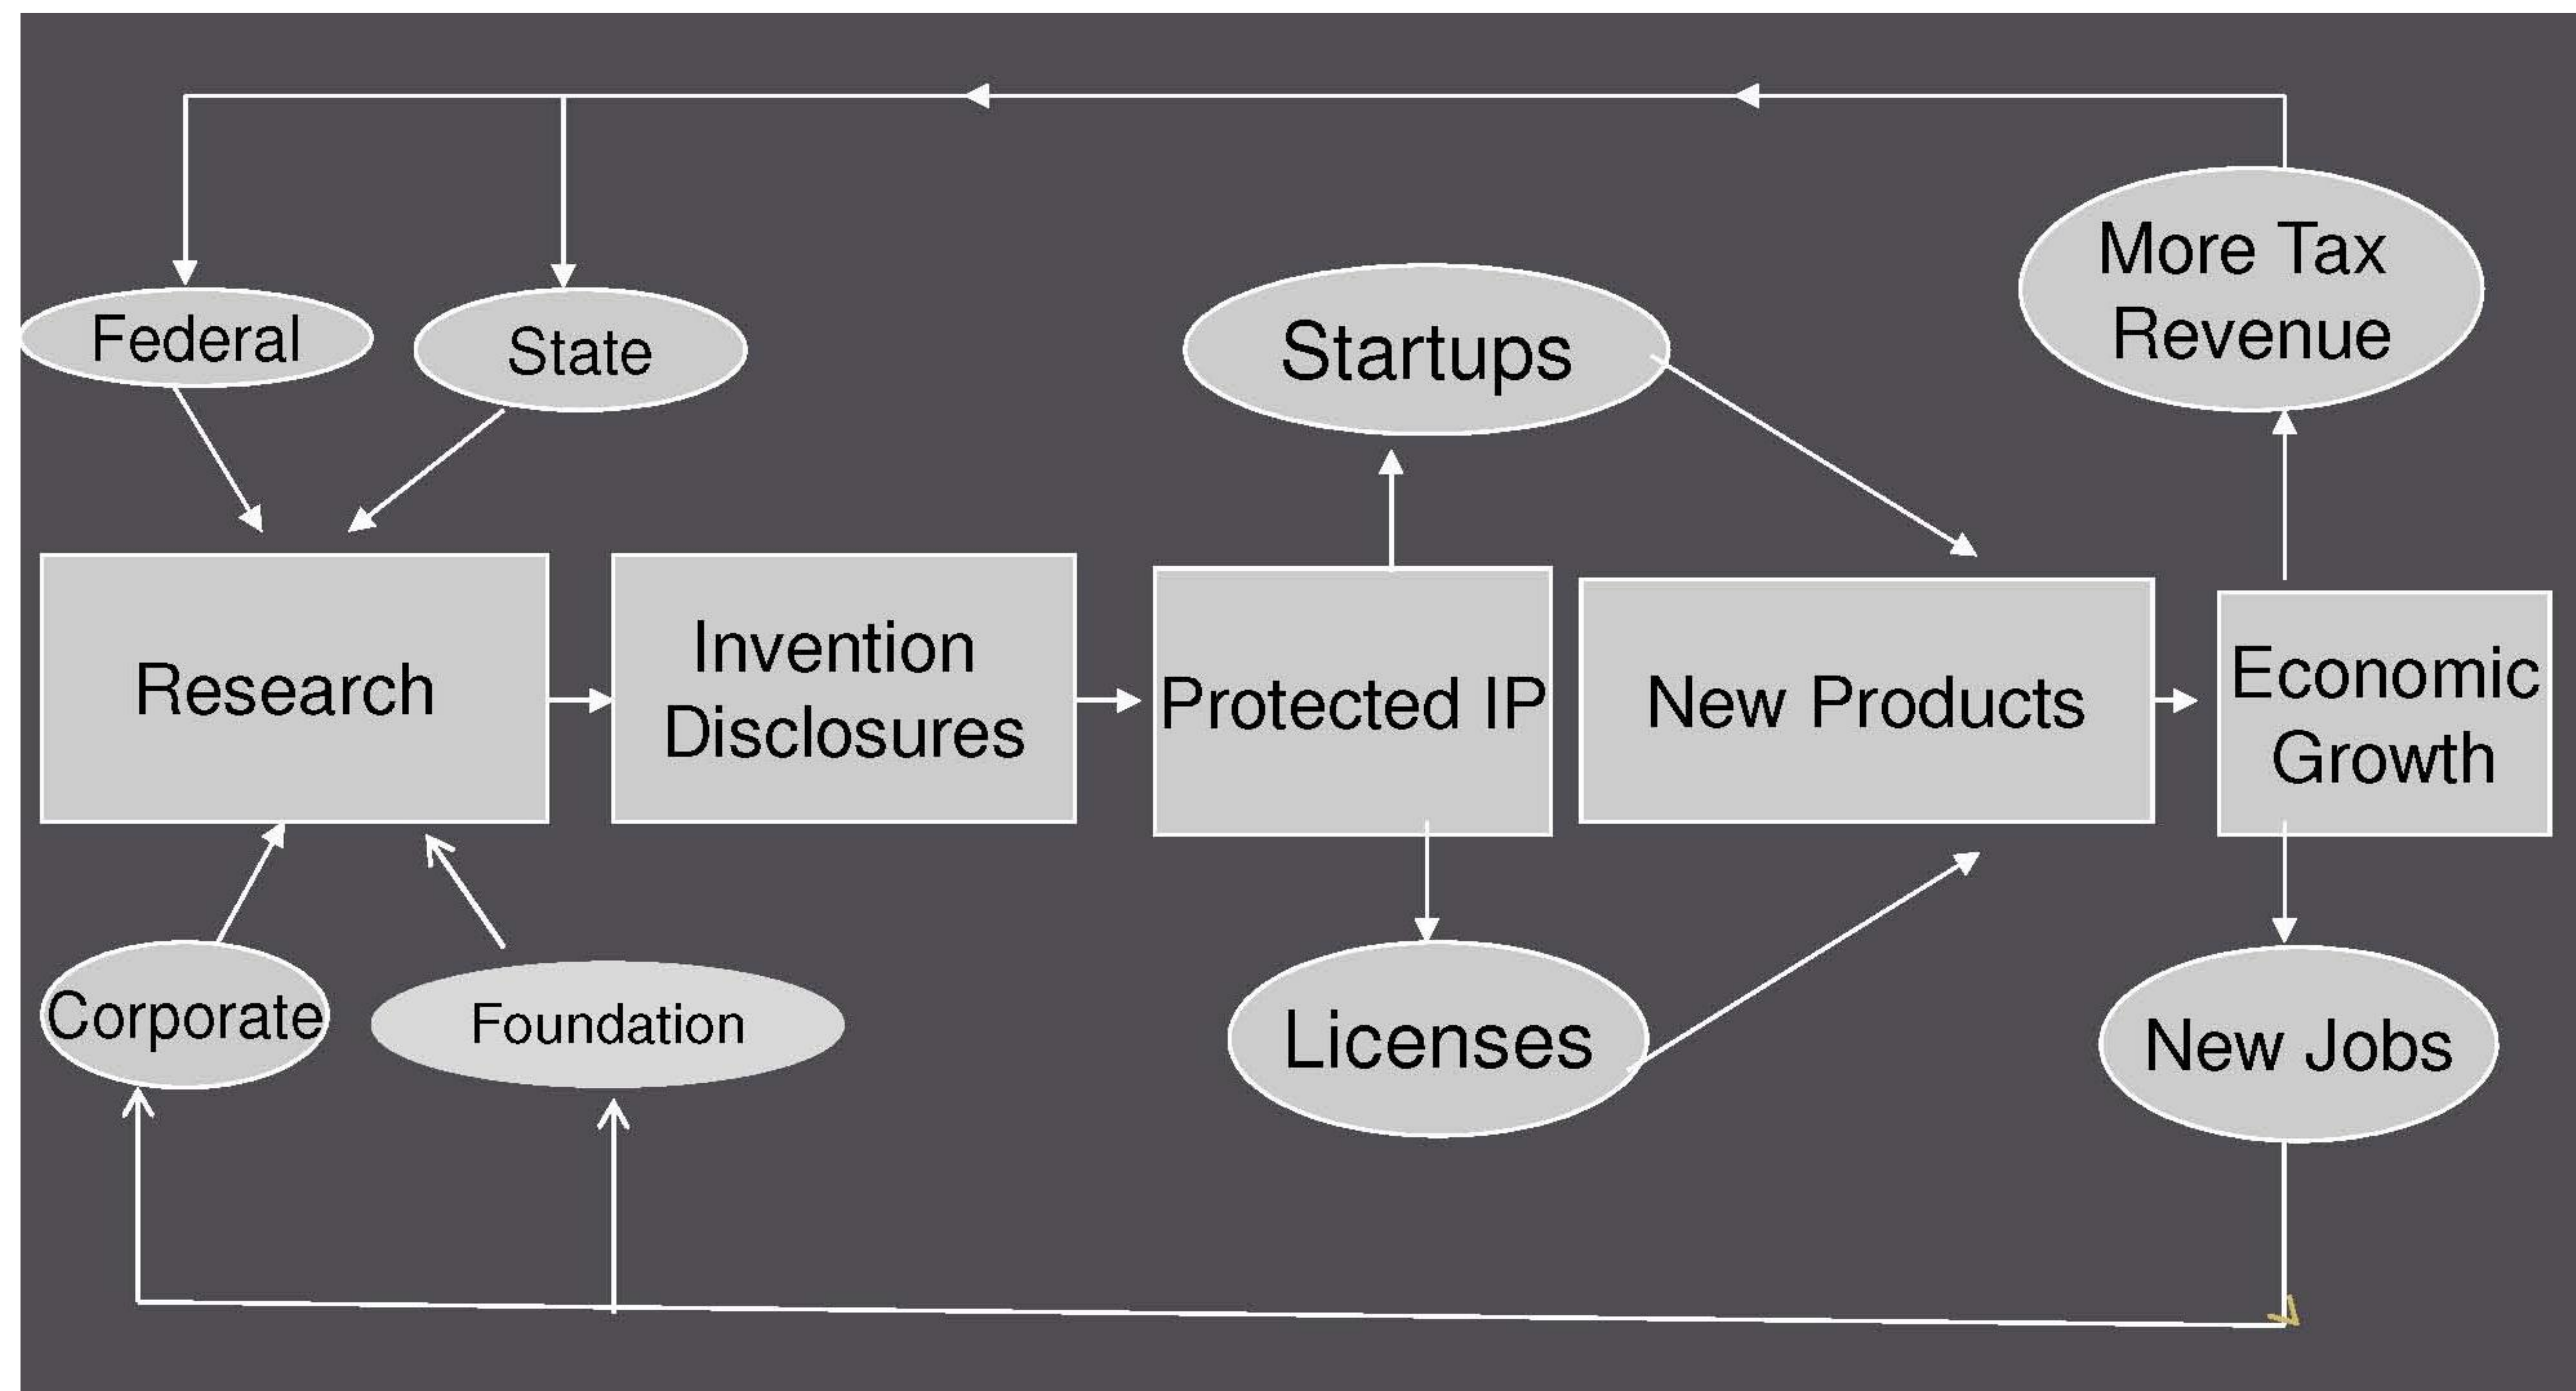 Federal
State
Startups
More Tax
Revenue
Research
Invention
Disclosures
Protected IP
New Products
Economic
Growth
Corporate
Foundation
Licenses
New Jobs